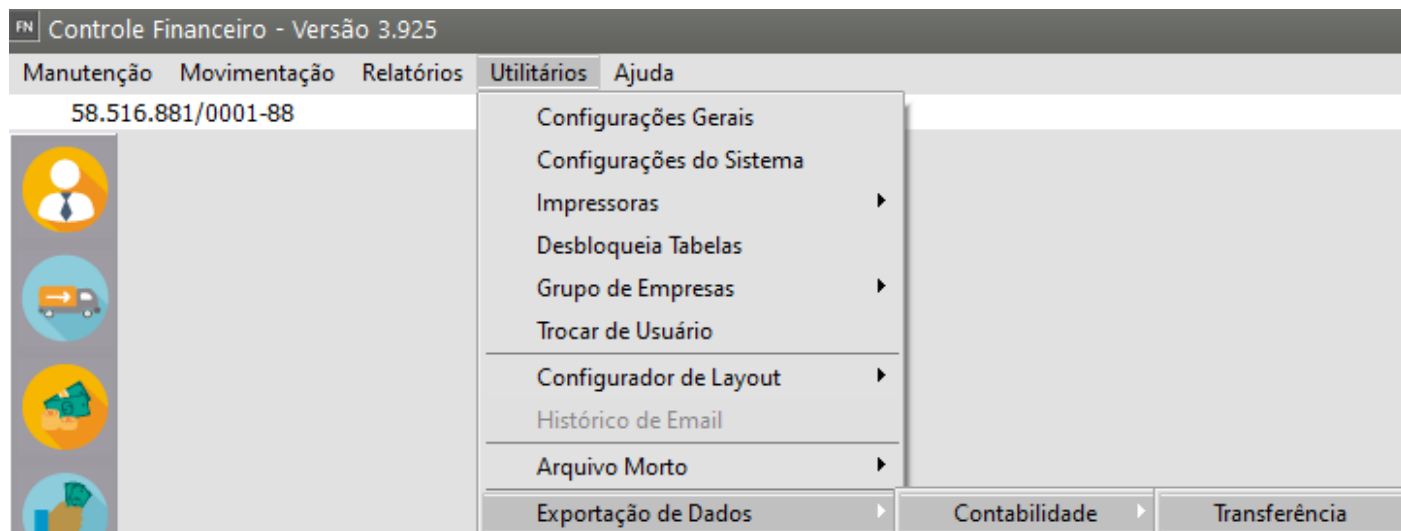 FN Controle Financeiro - Versão 3.925
Manutenção Movimentação Relatórios Utilitários Ajuda
58.516.881/0001-88
Configurações Gerais
Configurações do Sistema
Impressoras
Desbloqueia Tabelas
Grupo de Empresas
Trocar de Usuário
Configurador de Layout
Histórico de Email
Arquivo Morto
Exportação de Dados Contabilidade Transferência